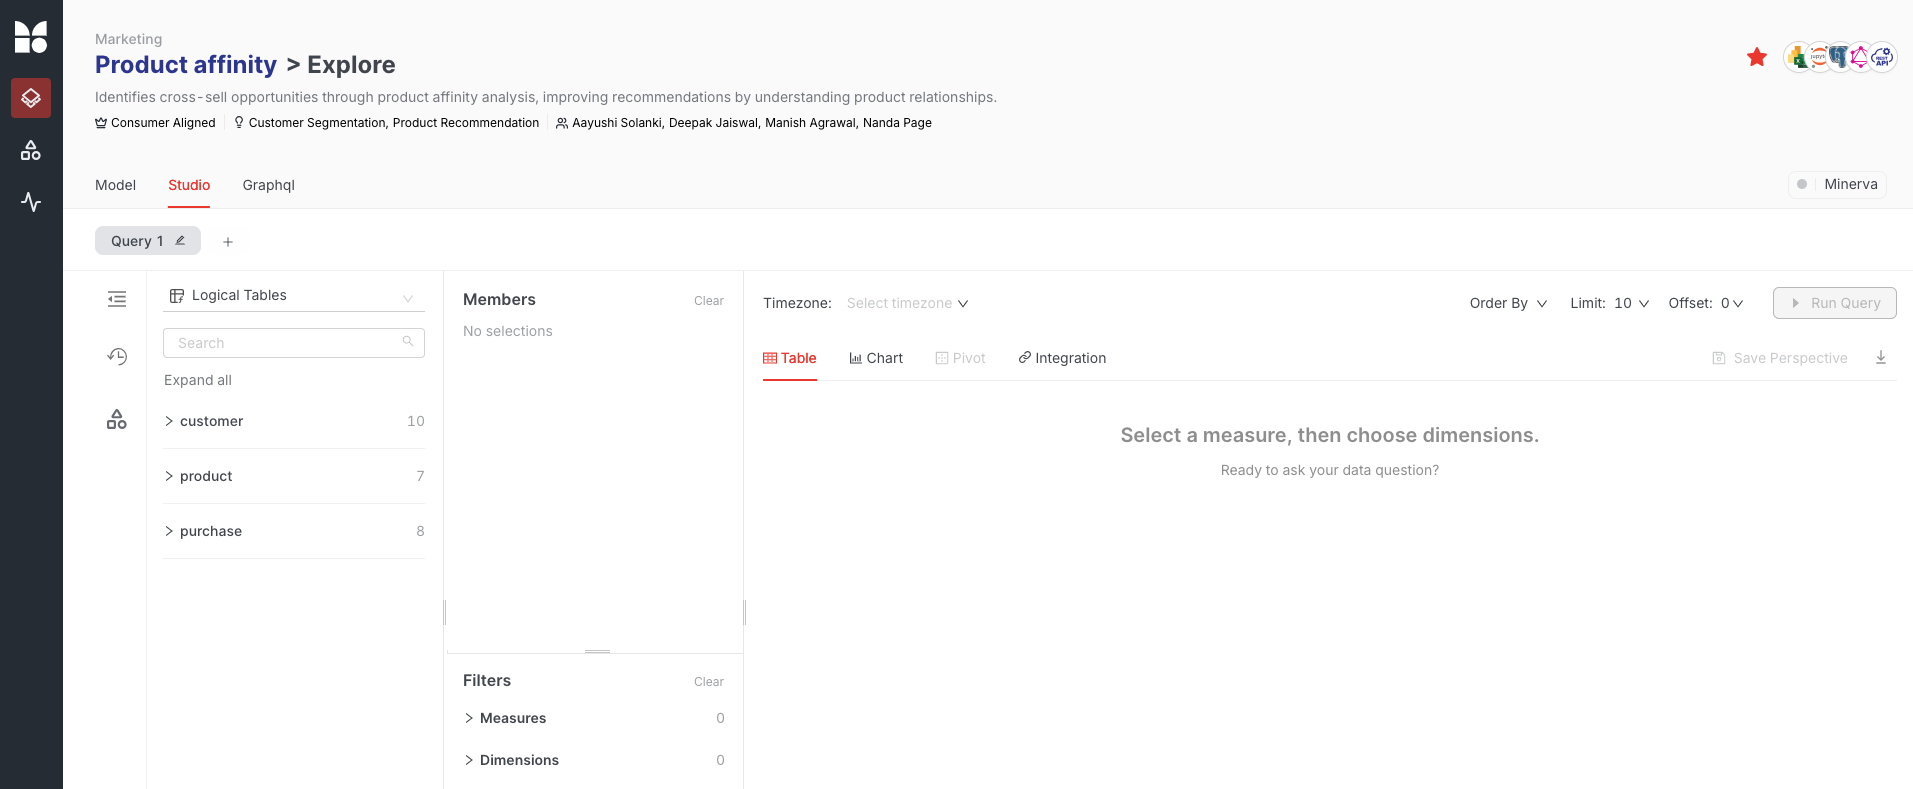 Marketing
Product affinity > Explore
Identifies cross-sell opportunities through product affinity analysis, improving recommendations by understanding product relationships.
Consumer Aligned Customer Segmentation, Product Recommendation Aayushi Solanki, Deepak Jaiswal, Manish Agrawal, Nanda Page
REST
API
Model Studio Graphql
Minerva
Query 1 +
Logical Tables
Search
Expand all
customer 10
product 7
purchase 8
Members Clear
No selections
Filters Clear
Measures 0
Dimensions 0
Timezone: Select timezone Order By Limit: 10 Offset: 0 Run Query
Table Chart Pivot Integration Save Perspective
Select a measure, then choose dimensions.
Ready to ask your data question?